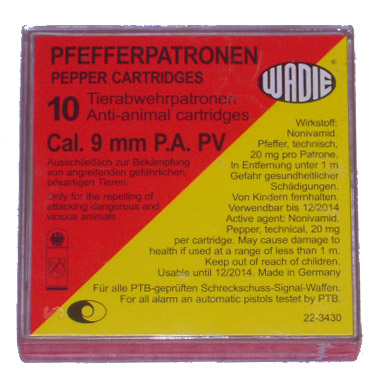 PFEFFERPATRONEN
PEPPER CARTRIDGES
10 Tierabwehrpatronen
Anti-animal cartridges
Cal. 9 mm P.A. PV
Ausschließlich zur Bekämpfung
von angreifenden gefährlichen,
bösartigen Tieren.
Only for the repelling of
attacking dangerous and
vicious animals.
WADIE
Wirkstoff:
Nonivamid.
Pfeffer, technisch,
20 mg pro Patrone.
In Entfernung unter 1 m
Gefahr gesundheitlicher
Schädigungen.
Von Kindern fernhalten.
Verwendbar bis 12/2014
Active agent: Nonivamid.
Pepper, technical, 20 mg
per cartridge. May cause damage to
health if used at a range of less than 1 m.
Keep out of reach of children.
Usable until 12/2014. Made in Germany
Für alle PTB-geprüften Schreckschuss-Signal-Waffen.
For all alarm an automatic pistols testet by PTB.
22-3430